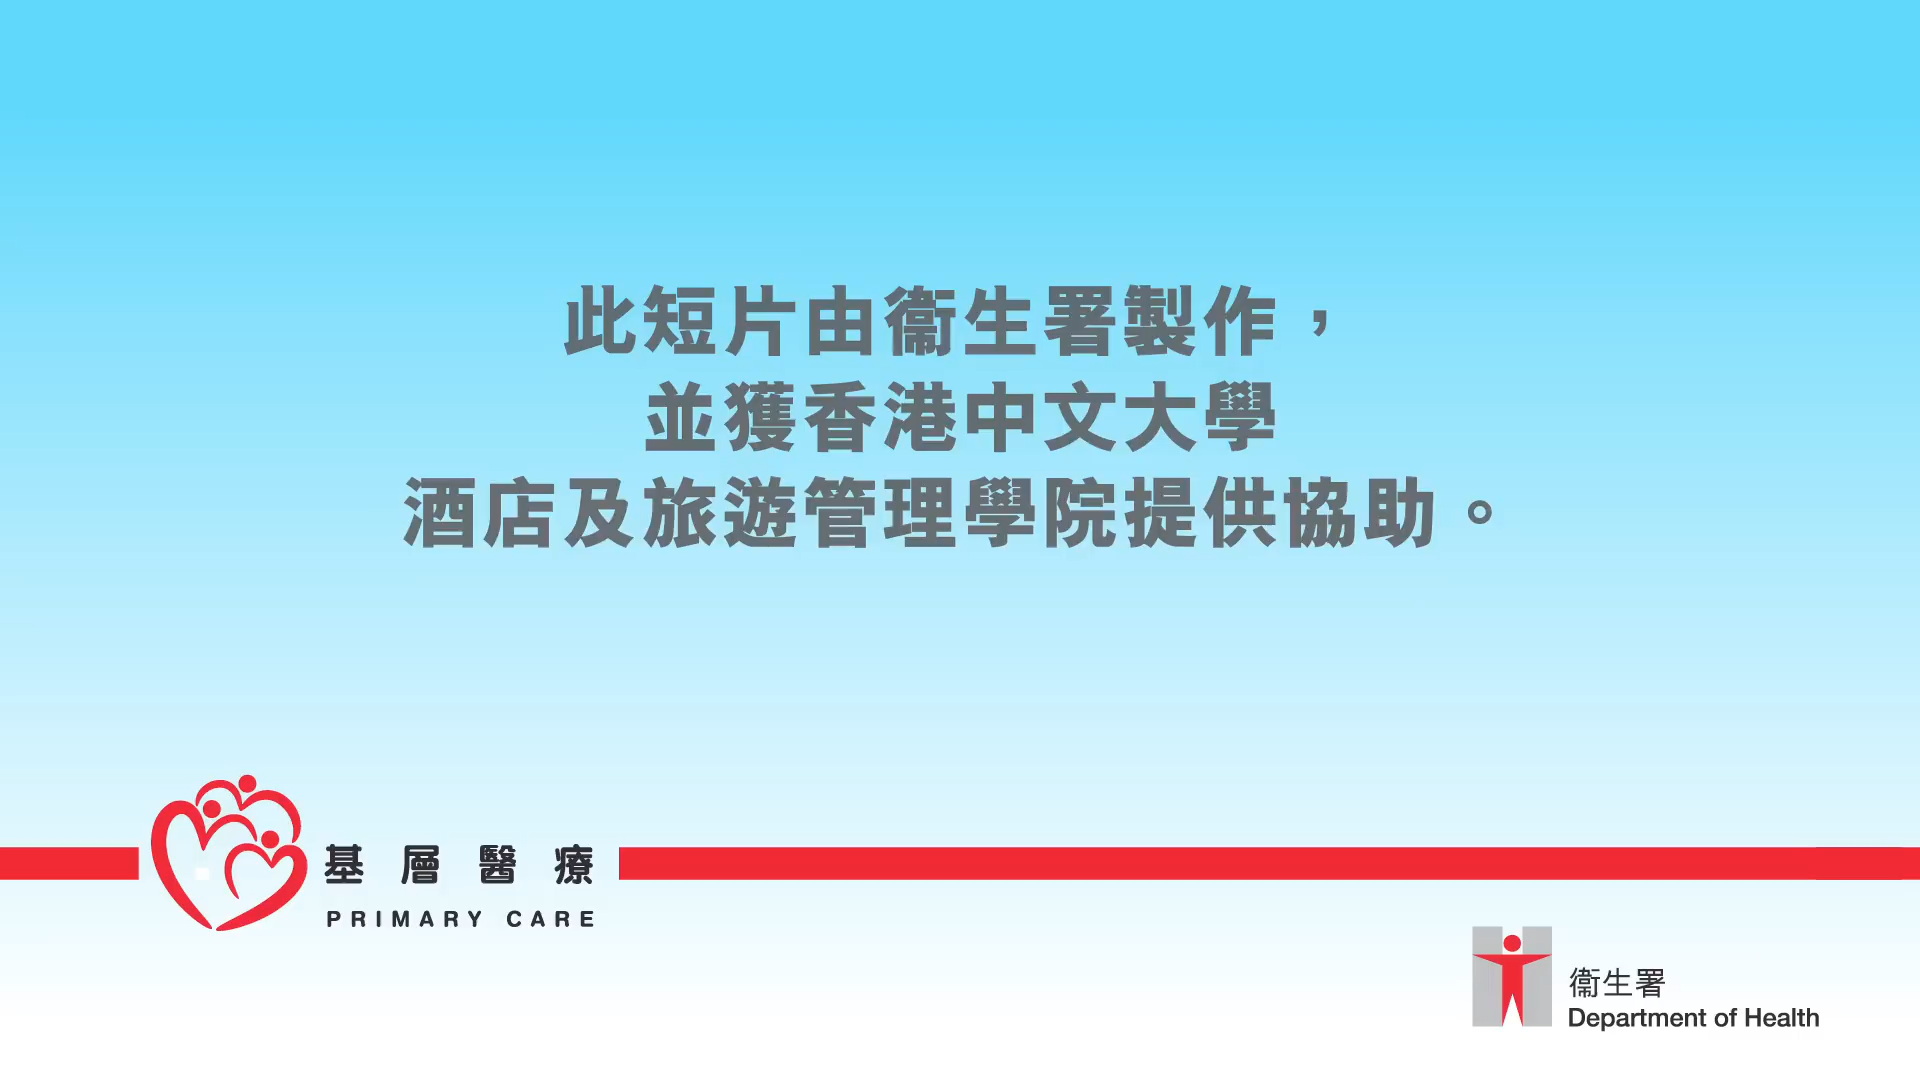 此短片由衞生署製作，
並獲香港中文大學
酒店及旅遊管理學院提供協助。
基層醫療
PRIMARY CARE
衞生署
Department of Health